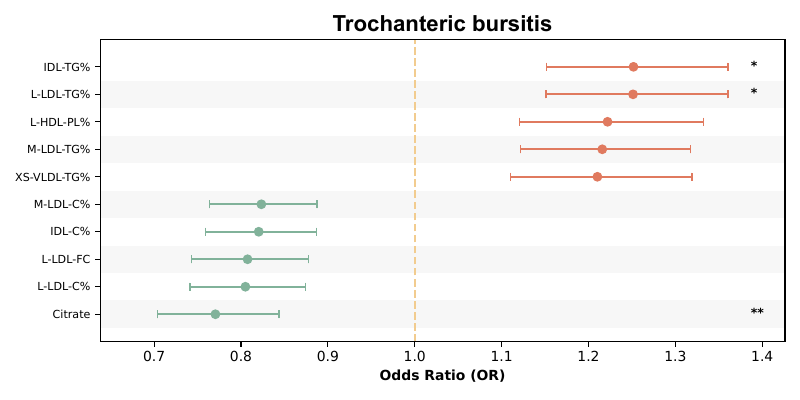 Trochanteric bursitis
IDL-TG% *
L-LDL-TG% *
L-HDL-PL%
M-LDL-TG%
XS-VLDL-TG%
M-LDL-C%
IDL-C%
L-LDL-FC
L-LDL-C%
Citrate **
0.7 0.8 0.9 1.0 1.1 1.2 1.3 1.4
Odds Ratio (OR)